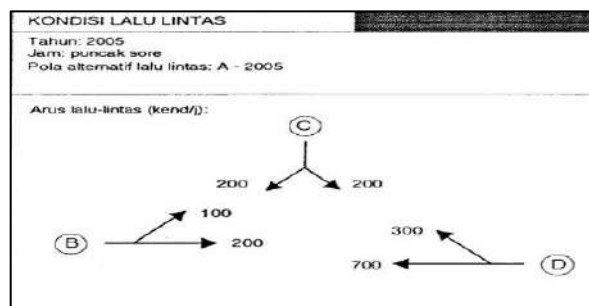 KONDISI LALU LINTAS
Tahun: 2005
Jam: puncak sore
Pola alternatif lalu lintas: A - 2005
Arus lalu-lintas (kend/j):
C
200
200
100
B
200
300
700
D